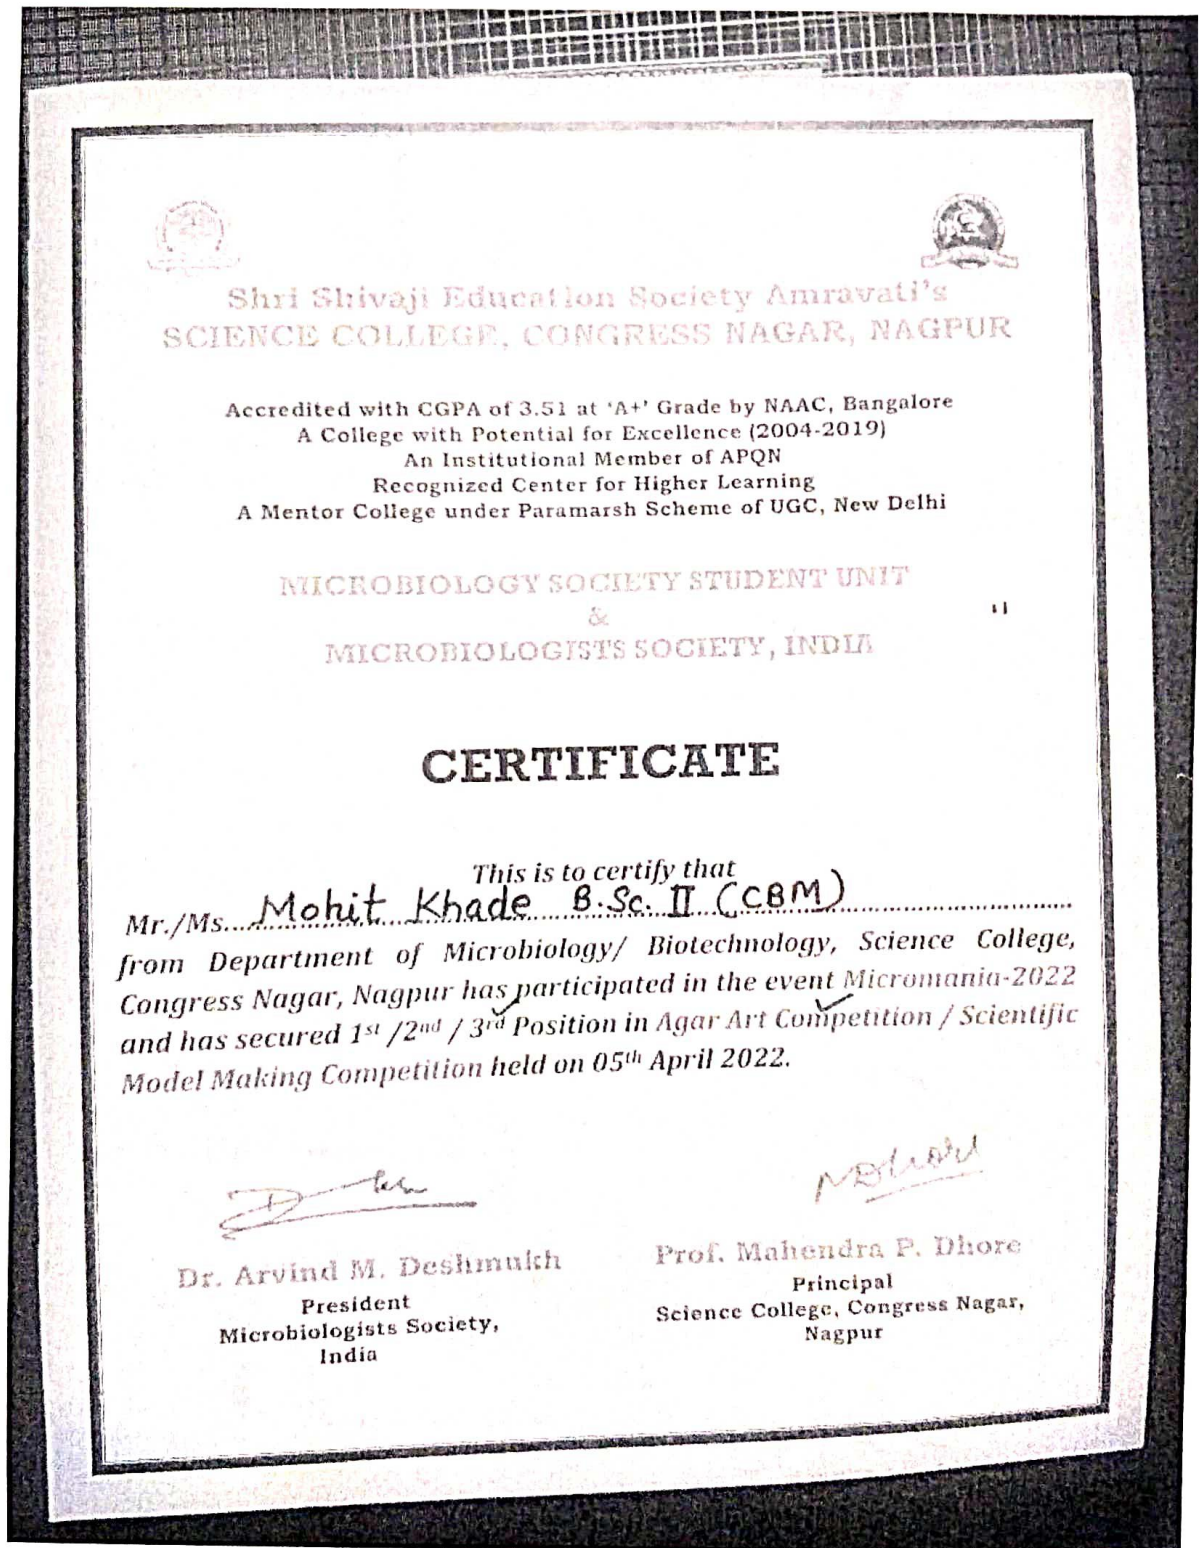 Shri Shivaji Education Society Amravati's
SCIENCE COLLEGE, CONGRESS NAGAR, NAGPUR
Accredited with CGPA of 3.51 at 'A+' Grade by NAAC, Bangalore
A College with Potential for Excellence (2004-2019)
An Institutional Member of APQN
Recognized Center for Higher Learning
A Mentor College under Paramarsh Scheme of UGC, New Delhi
MICROBIOLOGY SOCIETY STUDENT UNIT
&
MICROBIOLOGISTS SOCIETY, INDIA
CERTIFICATE
This is to certify that
Mr./Ms. Mohit Khade B.Sc. II (CBM)
from Department of Microbiology/ Biotechnology, Science College,
Congress Nagar, Nagpur has participated in the event Micromania-2022
and has secured 1st /2nd / 3rd Position in Agar Art Competition / Scientific
Model Making Competition held on 05th April 2022.
Dr. Arvind M. Deshmukh
President
Microbiologists Society,
India
NDhore
Prof. Mahendra P. Dhore
Principal
Science College, Congress Nagar,
Nagpur